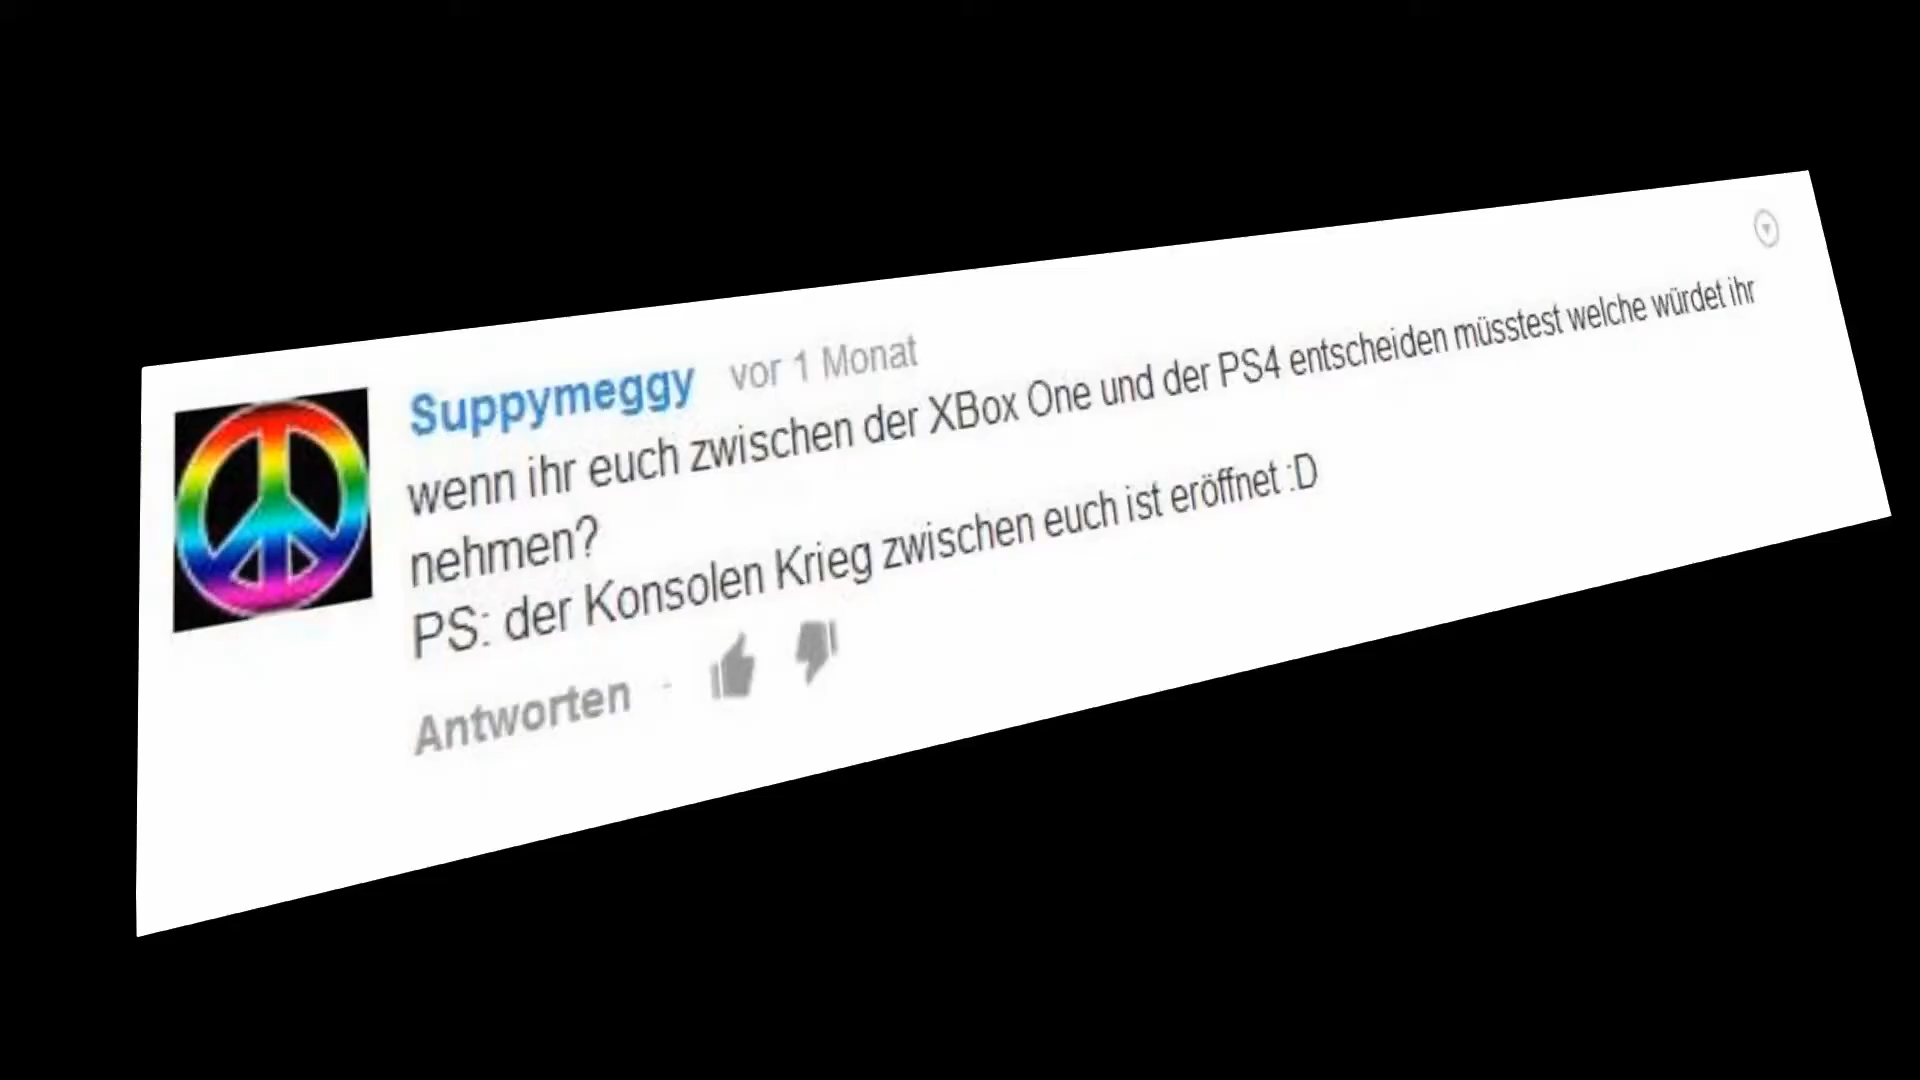 Suppymeggy vor 1 Monat
wenn ihr euch zwischen der XBox One und der PS4 entscheiden müsstest welche würdet ihr
nehmen?
PS: der Konsolen Krieg zwischen euch ist eröffnet :D
Antworten ·